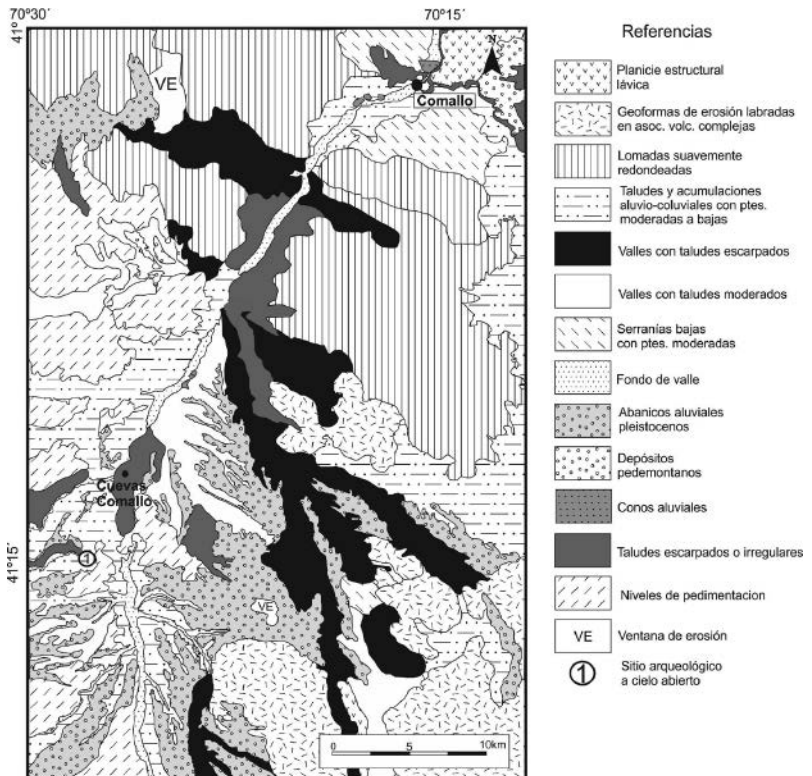 70º30´
70º15´
41º
41º15´
N
VE
Comallo
Cuevas
Comallo
1
VE
0 5 10km
Referencias
Planicie estructural
lávica
Geoformas de erosión labradas
en asoc. volc. complejas
Lomadas suavemente
redondeadas
Taludes y acumulaciones
aluvio-coluviales con ptes.
moderadas a bajas
Valles con taludes escarpados
Valles con taludes moderados
Serranías bajas
con ptes. moderadas
Fondo de valle
Abanicos aluviales
pleistocenos
Depósitos
pedemontanos
Conos aluviales
Taludes escarpados o irregulares
Niveles de pedimentacion
VE Ventana de erosión
1 Sitio arqueológico
a cielo abierto